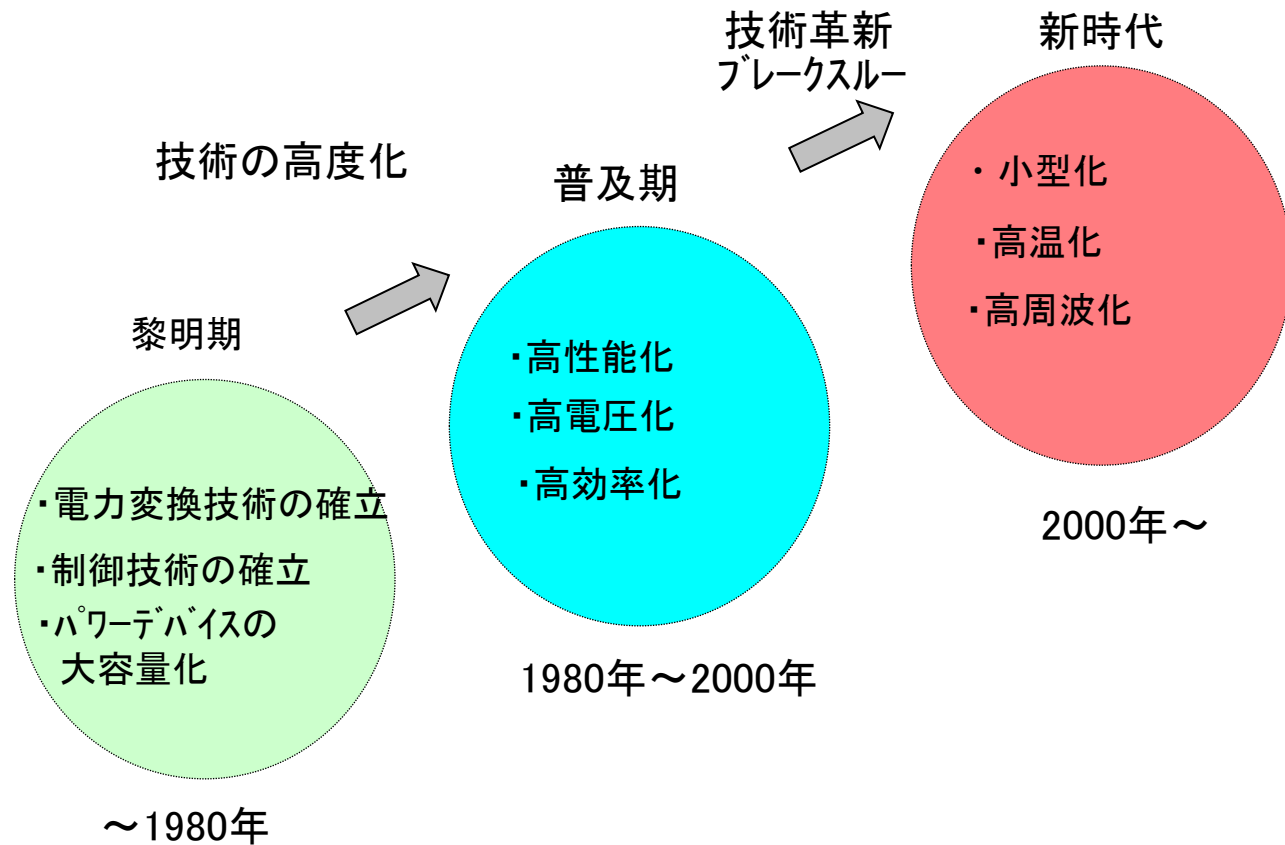 技術の高度化
黎明期
・電力変換技術の確立
・制御技術の確立
・ﾊﾟﾜｰﾃﾞﾊﾞｲｽの
大容量化
～1980年
普及期
・高性能化
・高電圧化
・高効率化
1980年～2000年
技術革新
ﾌﾞﾚｰｸｽﾙｰ
新時代
・小型化
・高温化
・高周波化
2000年～